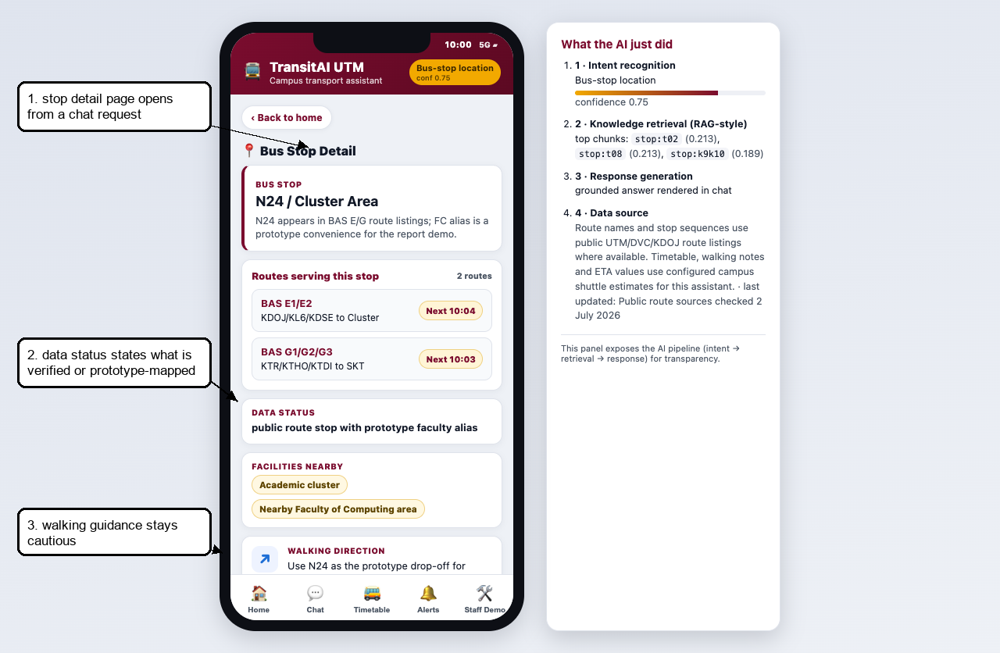 1. stop detail page opens
from a chat request
2. data status states what is
verified or prototype-mapped
3. walking guidance stays
cautious
10:00 5G
TransitAI UTM
Campus transport assistant
Bus-stop location
conf 0.75
‹ Back to home
Bus Stop Detail
BUS STOP
N24 / Cluster Area
N24 appears in BAS E/G route listings; FC alias is a
prototype convenience for the report demo.
Routes serving this stop 2 routes
BAS E1/E2
KDOJ/KL6/KDSE to Cluster
Next 10:04
BAS G1/G2/G3
KTR/KTHO/KTDI to SKT
Next 10:03
DATA STATUS
public route stop with prototype faculty alias
FACILITIES NEARBY
Academic cluster
Nearby Faculty of Computing area
WALKING DIRECTION
Use N24 as the prototype drop-off for
Home Chat Timetable Alerts Staff Demo
What the AI just did
1. 1 · Intent recognition
Bus-stop location
confidence 0.75
2. 2 · Knowledge retrieval (RAG-style)
top chunks: stop:t02 (0.213),
stop:t08 (0.213), stop:k9k10 (0.189)
3. 3 · Response generation
grounded answer rendered in chat
4. 4 · Data source
Route names and stop sequences use
public UTM/DVC/KDOJ route listings
where available. Timetable, walking notes
and ETA values use configured campus
shuttle estimates for this assistant. · last
updated: Public route sources checked 2
July 2026
This panel exposes the AI pipeline (intent →
retrieval → response) for transparency.